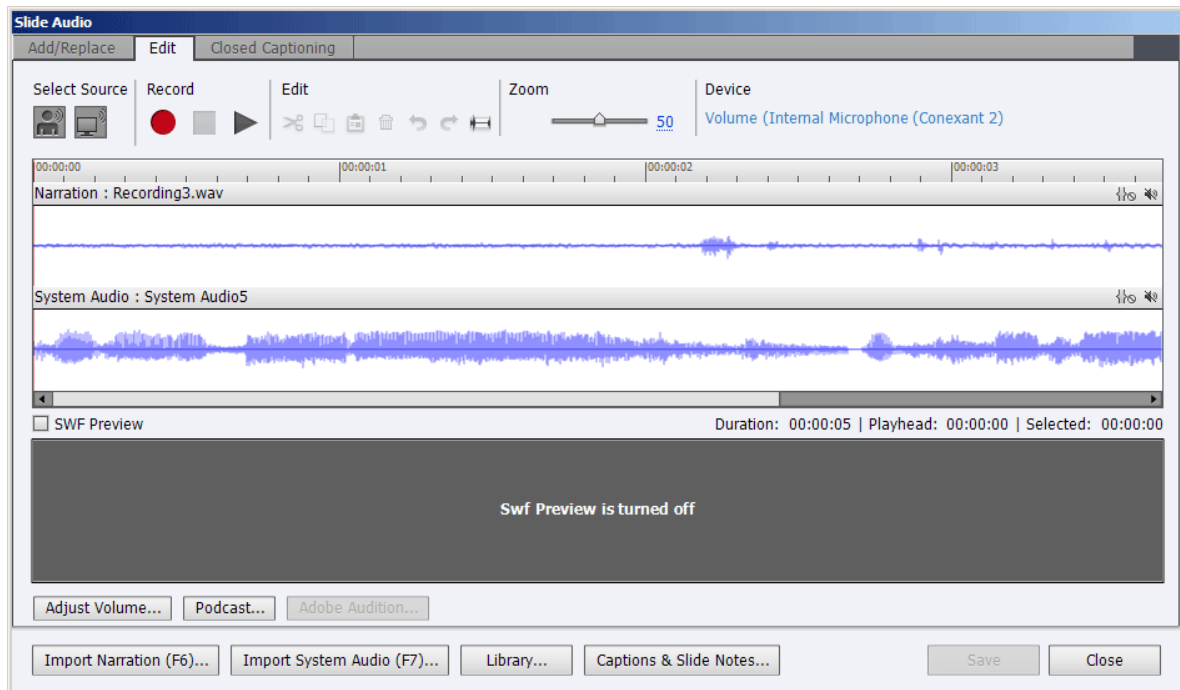 Slide Audio
Add/Replace Edit Closed Captioning
Select Source Record Edit Zoom Device
50 Volume (Internal Microphone (Conexant 2)
00:00:00 00:00:01 00:00:02 00:00:03
Narration : Recording3.wav
System Audio : System Audio5
SWF Preview Duration: 00:00:05 | Playhead: 00:00:00 | Selected: 00:00:00
Swf Preview is turned off
Adjust Volume... Podcast... Adobe Audition...
Import Narration (F6)... Import System Audio (F7)... Library... Captions & Slide Notes... Save Close